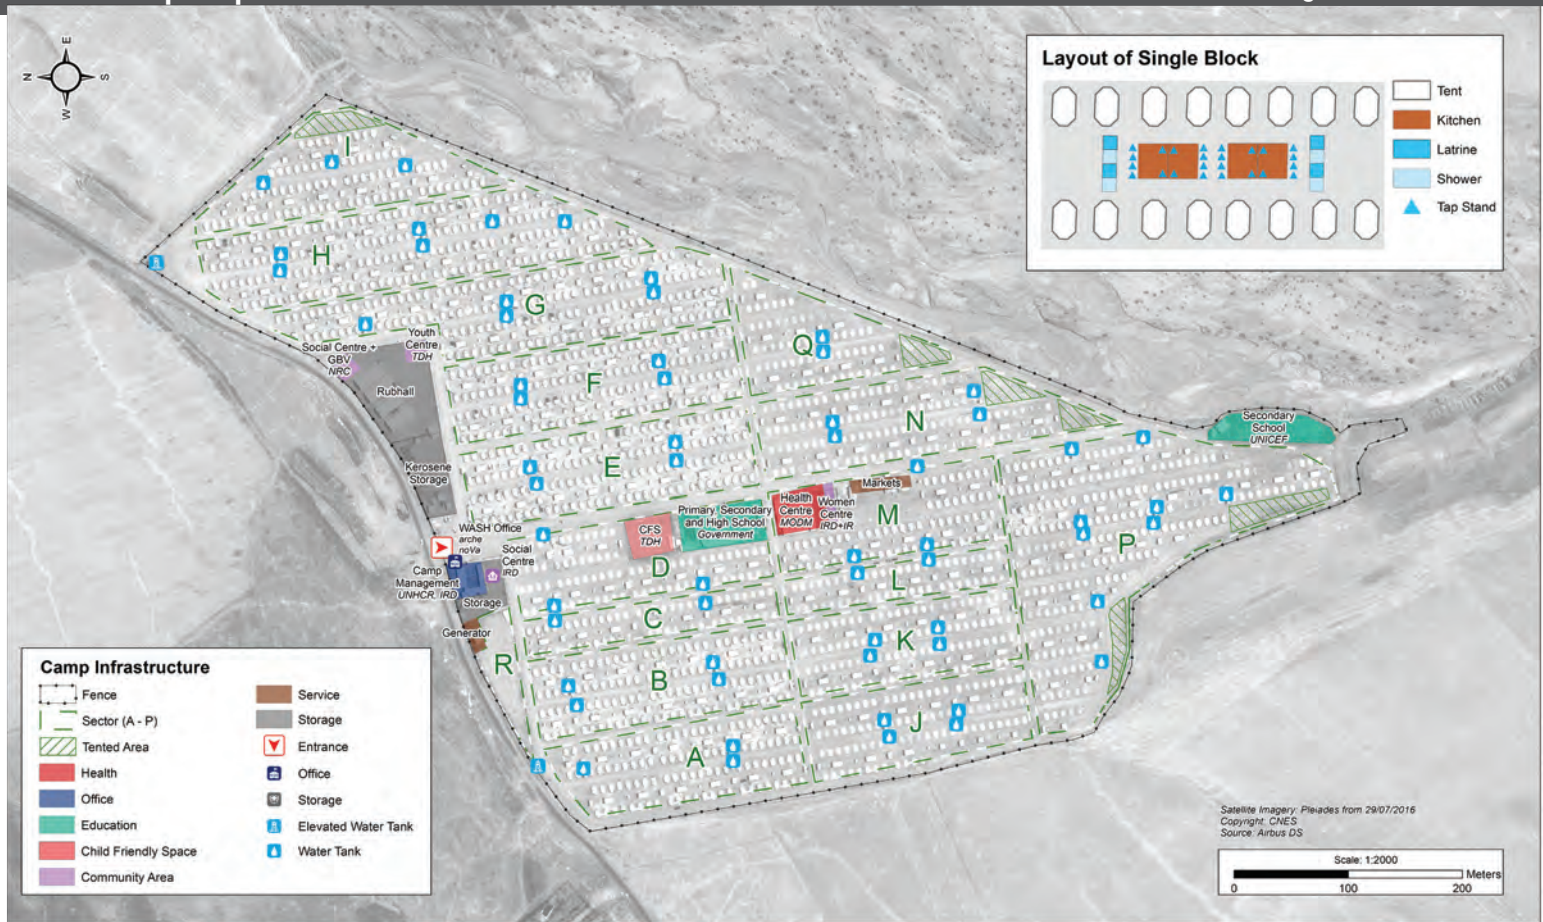 E
N
S
W
Layout of Single Block
Tent
Kitchen
Latrine
Shower
Tap Stand
I
H
G
Q
F
N
E
M
P
D
L
C
K
B
R
J
A
Social Centre +
GBV
NRC
Youth
Centre
TDH
Rubhall
Kerosene
Storage
Secondary
School
UNICEF
Markets
Health
Centre
MODM
Women
Centre
IRD+IR
Primary, Secondary
and High School
Government
CFS
TDH
WASH Office
arche
noVa
Social
Centre
IRD
Camp
Management
UNHCR, IRD
Storage
Generator
Camp Infrastructure
Fence
Sector (A - P)
Tented Area
Health
Office
Education
Child Friendly Space
Community Area
Service
Storage
Entrance
Office
Storage
Elevated Water Tank
Water Tank
Satellite Imagery: Pleiades from 29/07/2016
Copyright: CNES
Source: Airbus DS
Scale: 1:2000
Meters
0 100 200